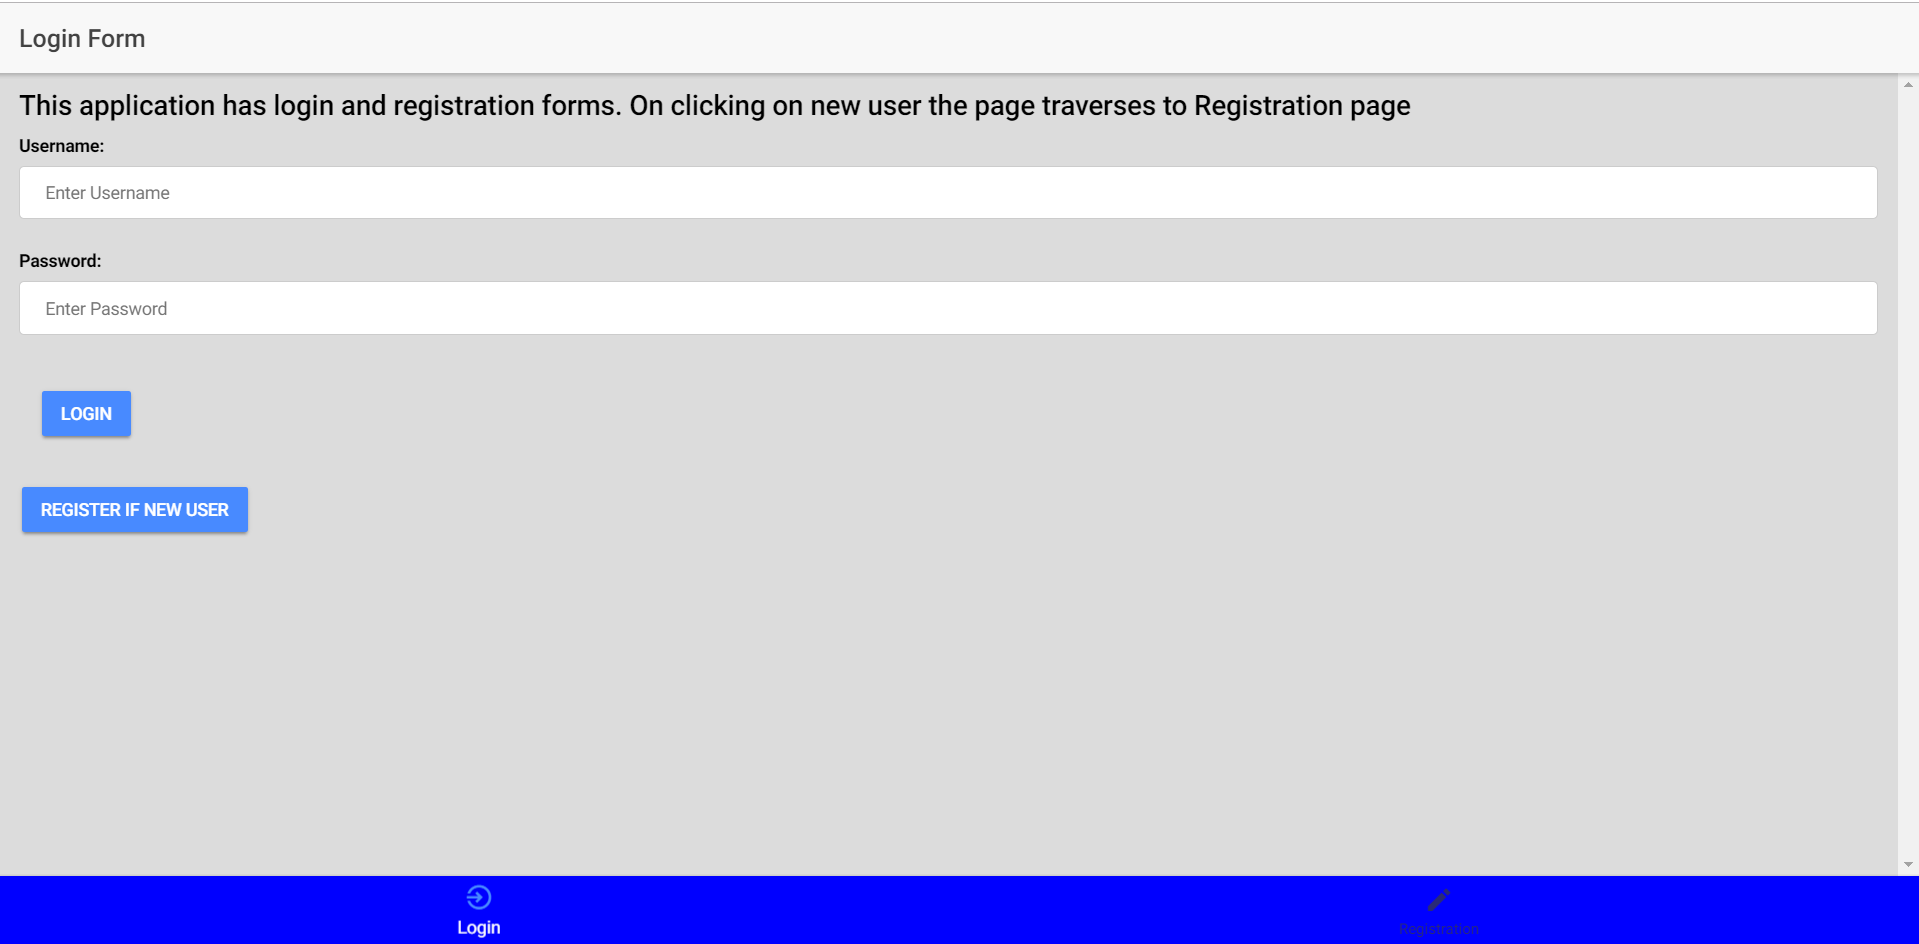 Login Form
This application has login and registration forms. On clicking on new user the page traverses to Registration page
Username:
Enter Username
Password:
Enter Password
LOGIN
REGISTER IF NEW USER
Login
Registration